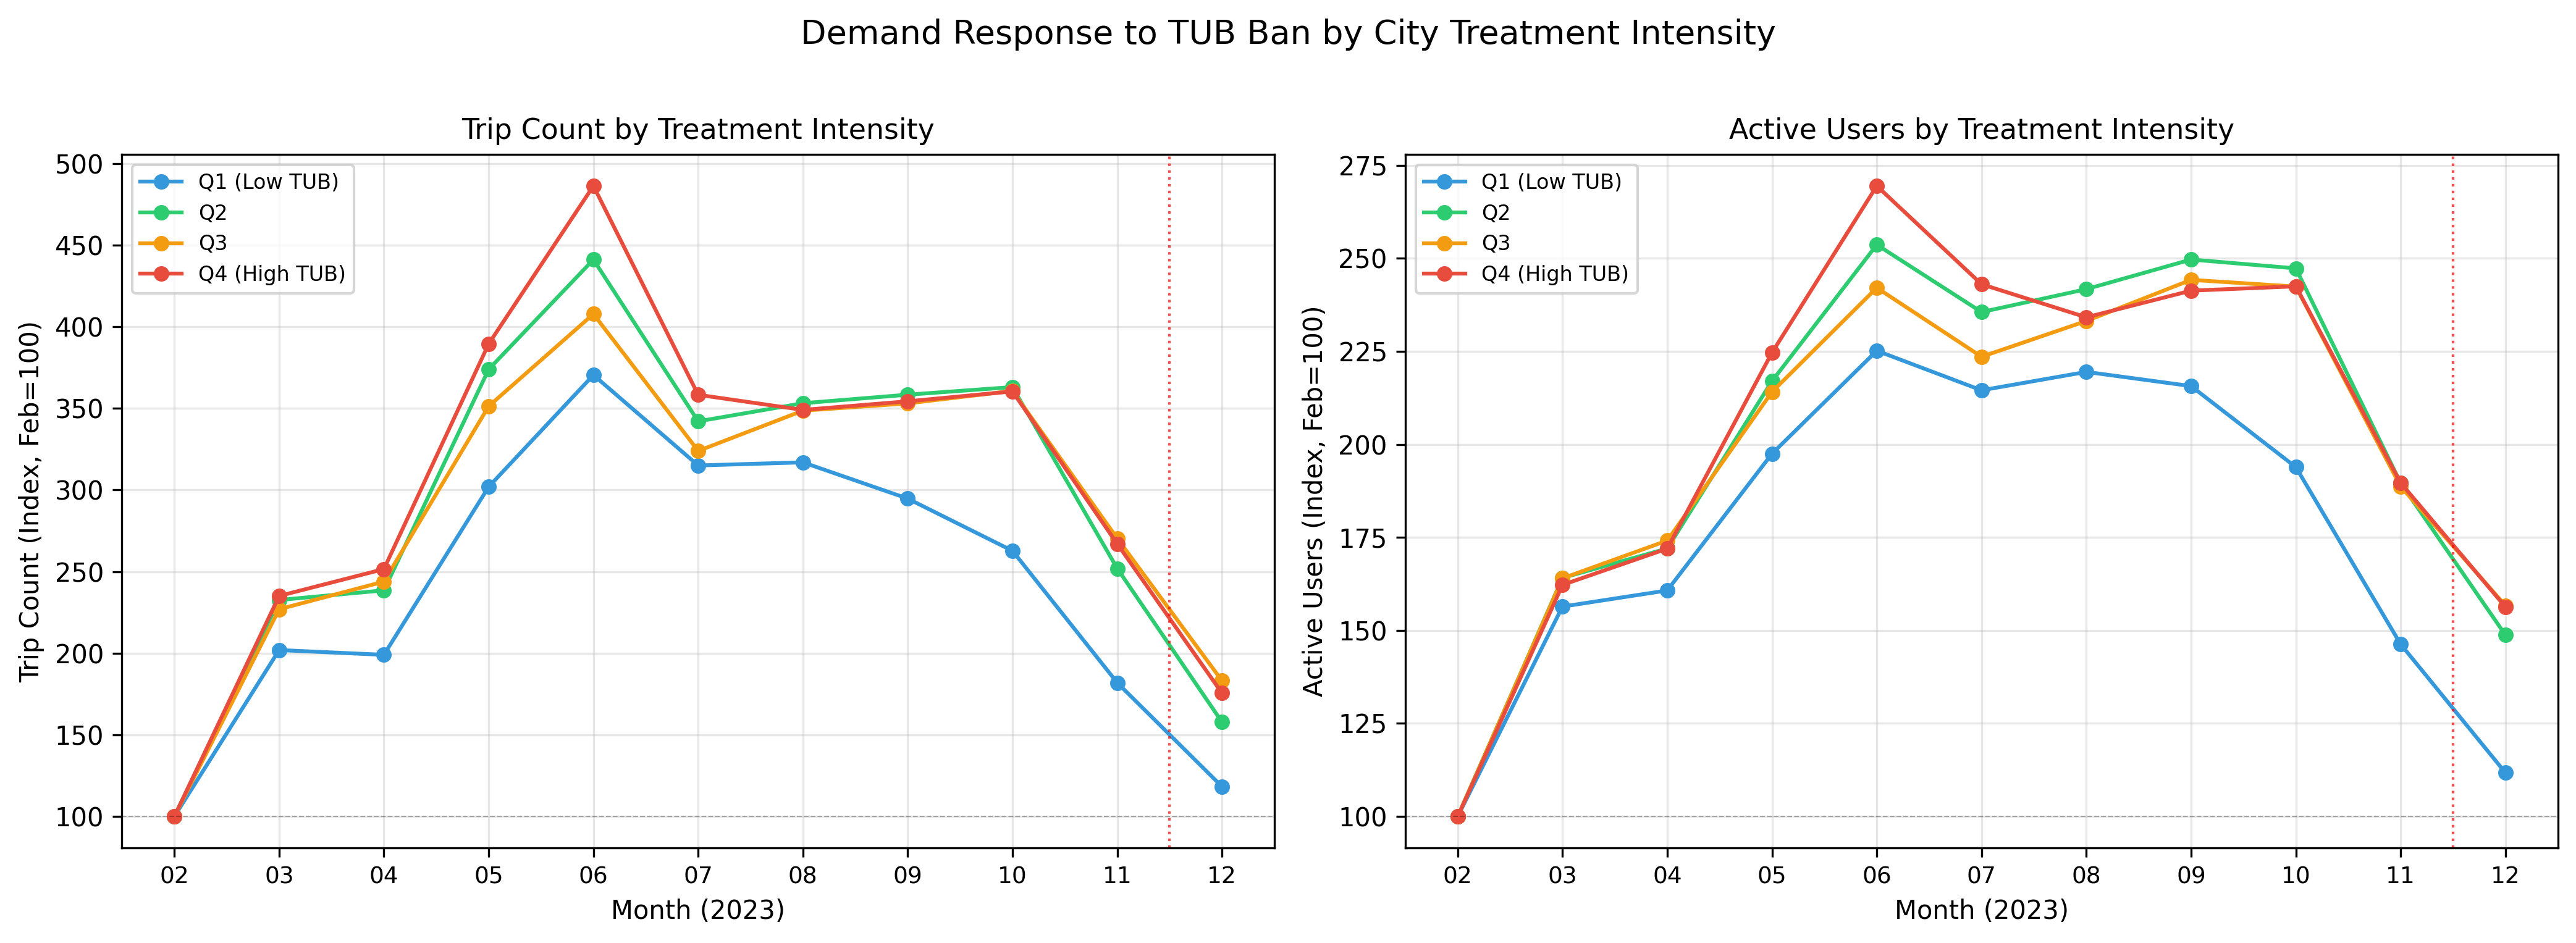 Demand Response to TUB Ban by City Treatment Intensity
Trip Count by Treatment Intensity
500
450
400
350
300
250
200
150
100
Trip Count (Index, Feb=100)
Q1 (Low TUB)
Q2
Q3
Q4 (High TUB)
02 03 04 05 06 07 08 09 10 11 12
Month (2023)
Active Users by Treatment Intensity
275
250
225
200
175
150
125
100
Active Users (Index, Feb=100)
Q1 (Low TUB)
Q2
Q3
Q4 (High TUB)
02 03 04 05 06 07 08 09 10 11 12
Month (2023)